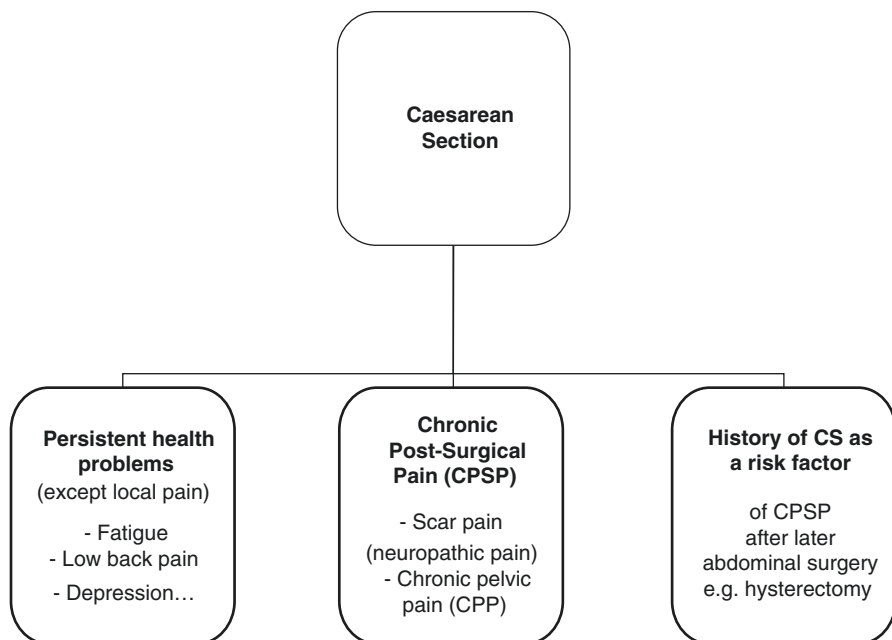 Caesarean
Section
Persistent health
problems
(except local pain)
- Fatigue
- Low back pain
- Depression…
Chronic
Post-Surgical
Pain (CPSP)
- Scar pain
(neuropathic pain)
- Chronic pelvic
pain (CPP)
History of CS as
a risk factor
of CPSP
after later
abdominal surgery
e.g. hysterectomy